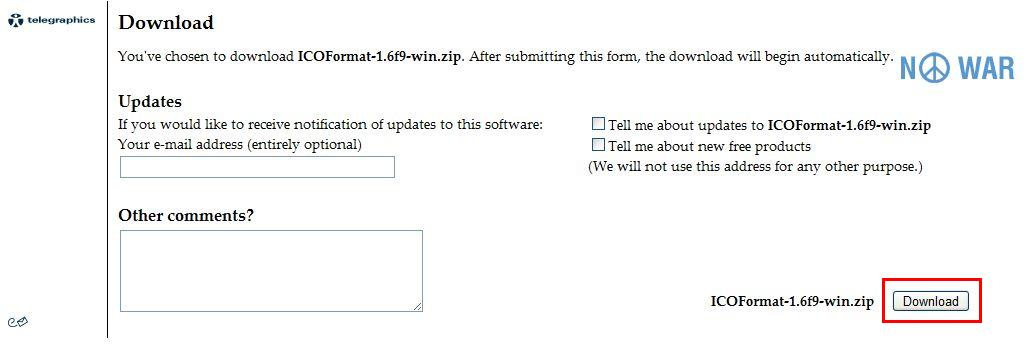 telegraphics
Download
You've chosen to download ICOFormat-1.6f9-win.zip. After submitting this form, the download will begin automatically.
NO WAR
Updates
If you would like to receive notification of updates to this software:
Your e-mail address (entirely optional)
Tell me about updates to ICOFormat-1.6f9-win.zip
Tell me about new free products
(We will not use this address for any other purpose.)
Other comments?
ICOFormat-1.6f9-win.zip Download